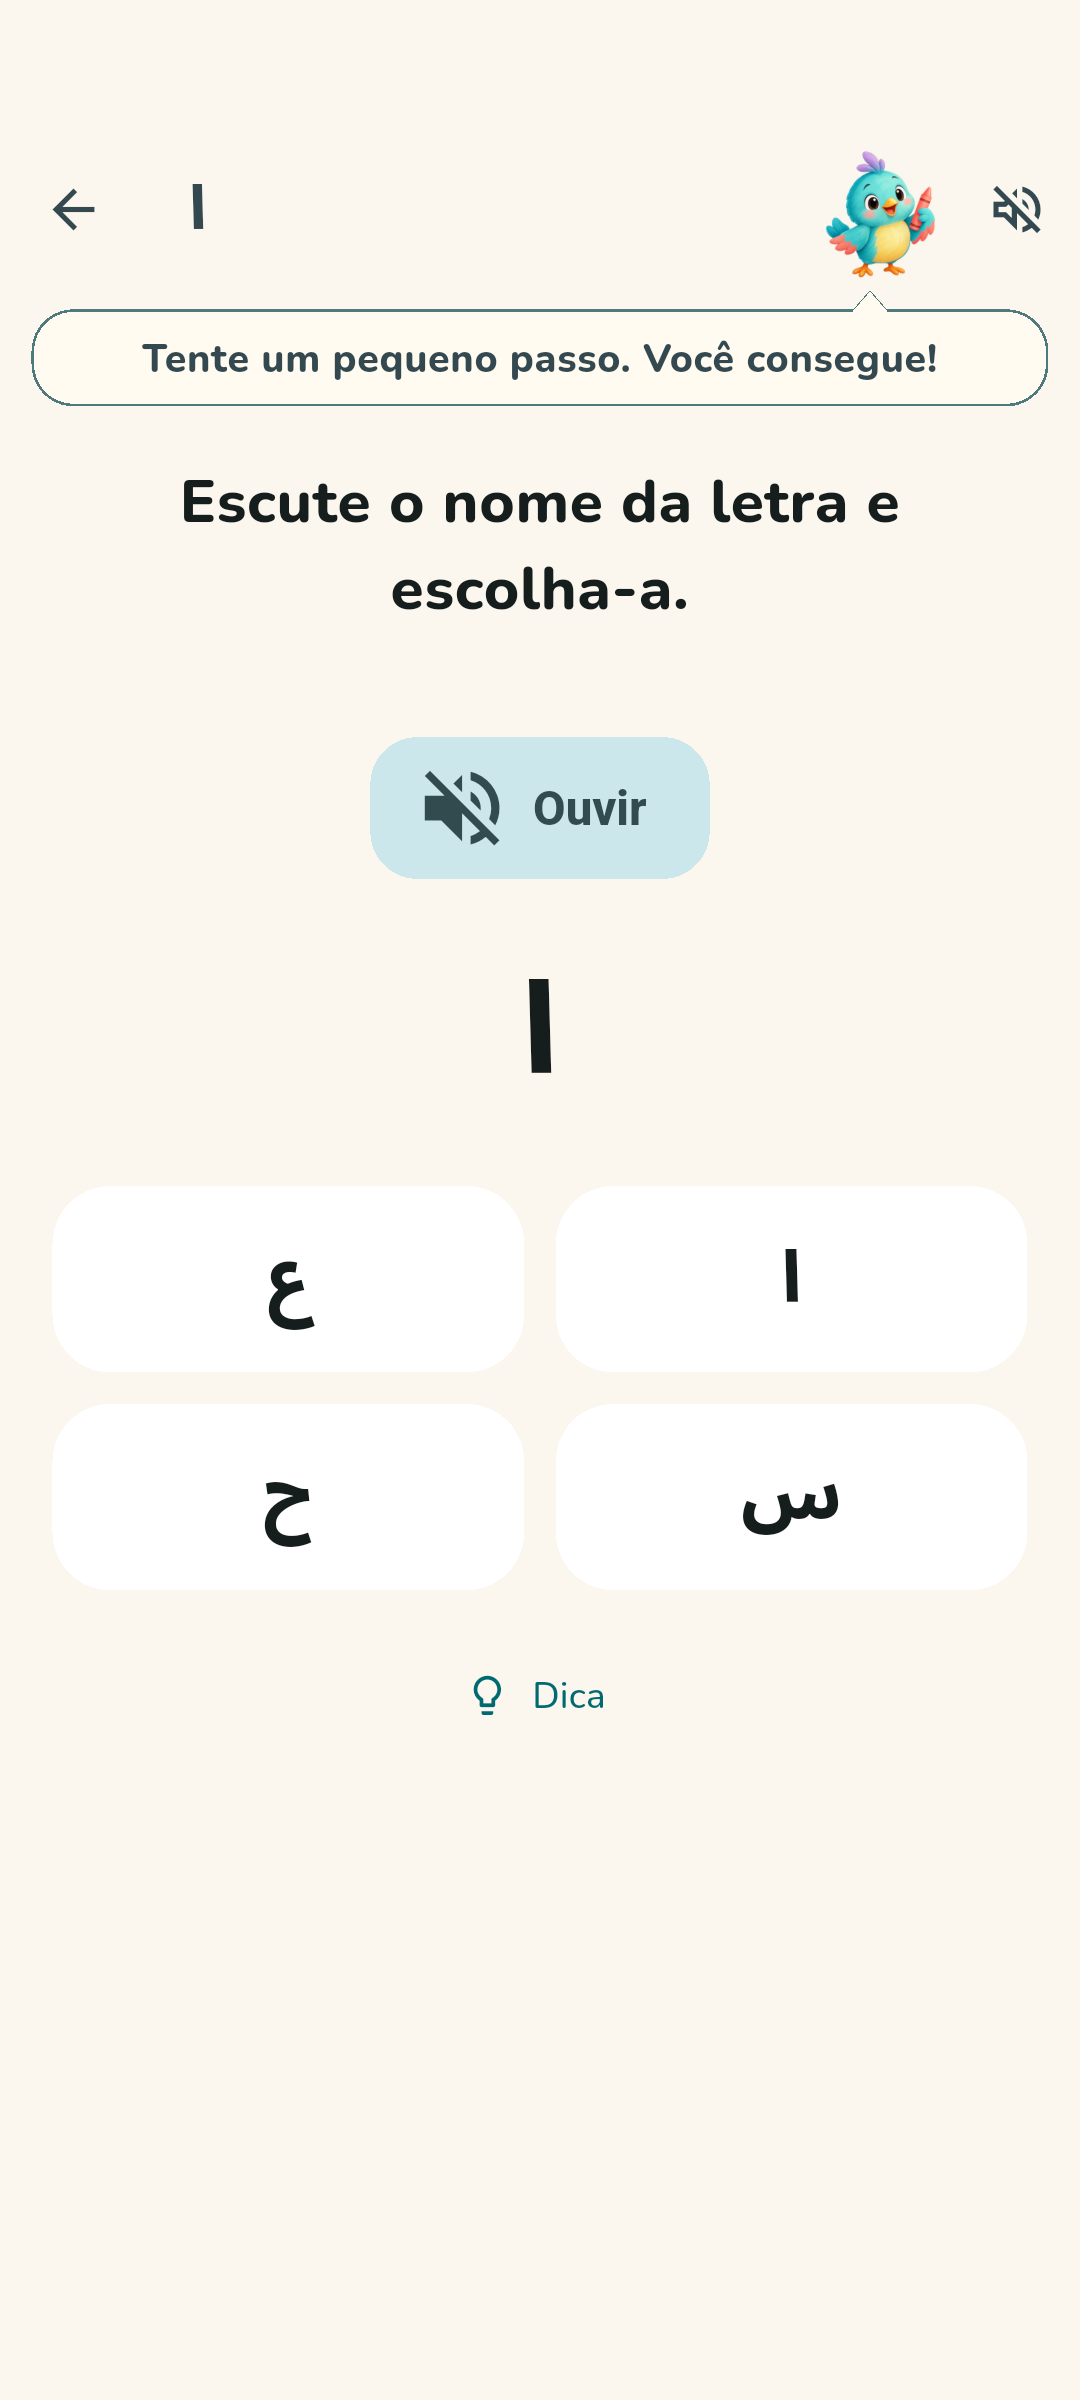 ا
Tente um pequeno passo. Você consegue!
Escute o nome da letra e
escolha-a.
Ouvir
ا
ع
ا
ح
س
Dica